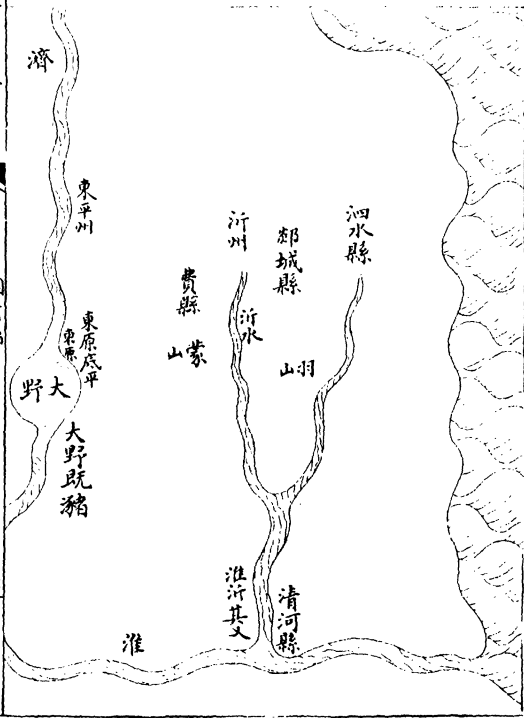 泗水縣
郯城縣
羽山
沂州
沂水
費縣
蒙山
清河縣
淮沂其乂
淮
濟
東平州
東原底平
東原
大野
大野既豬